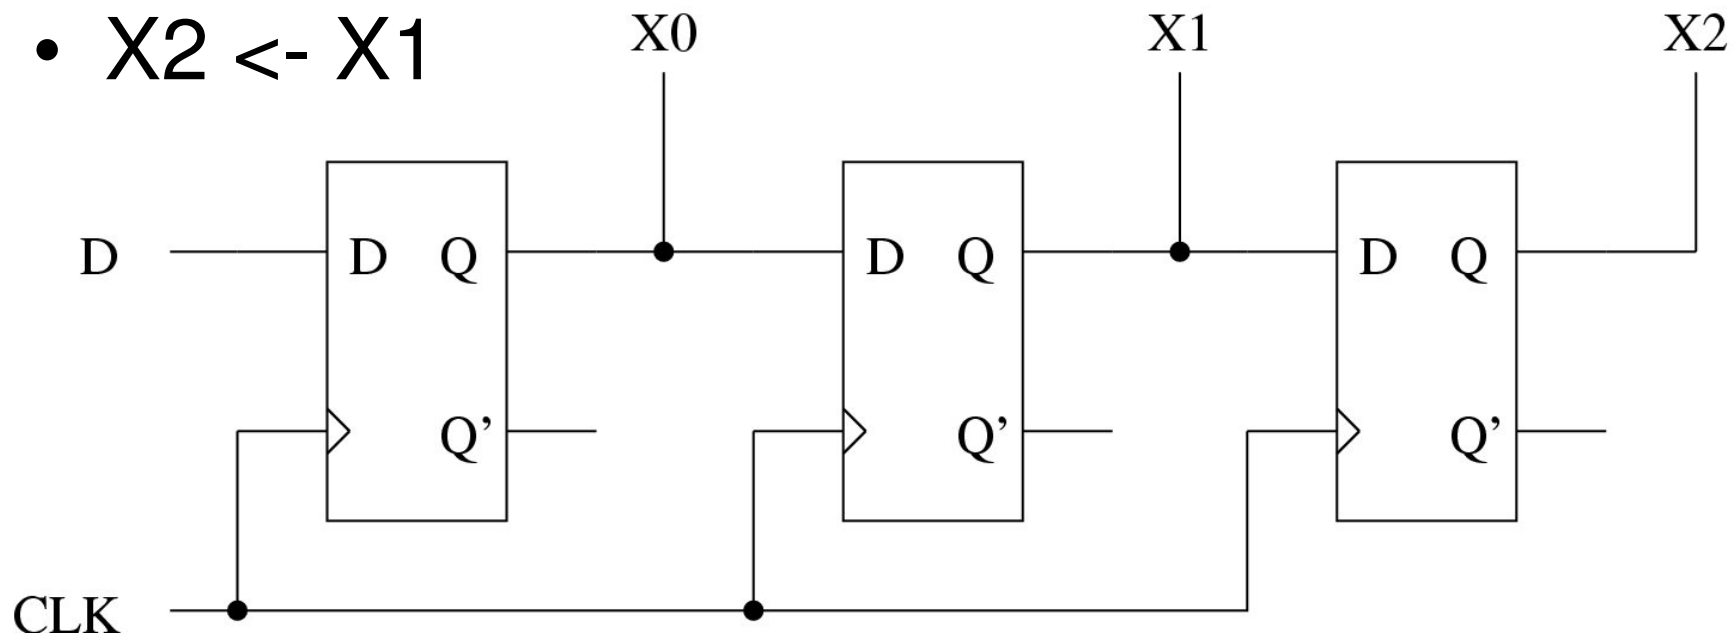 • X2 <- X1
X0 X1 X2
D D Q D Q D Q
Q’ Q’ Q’
CLK